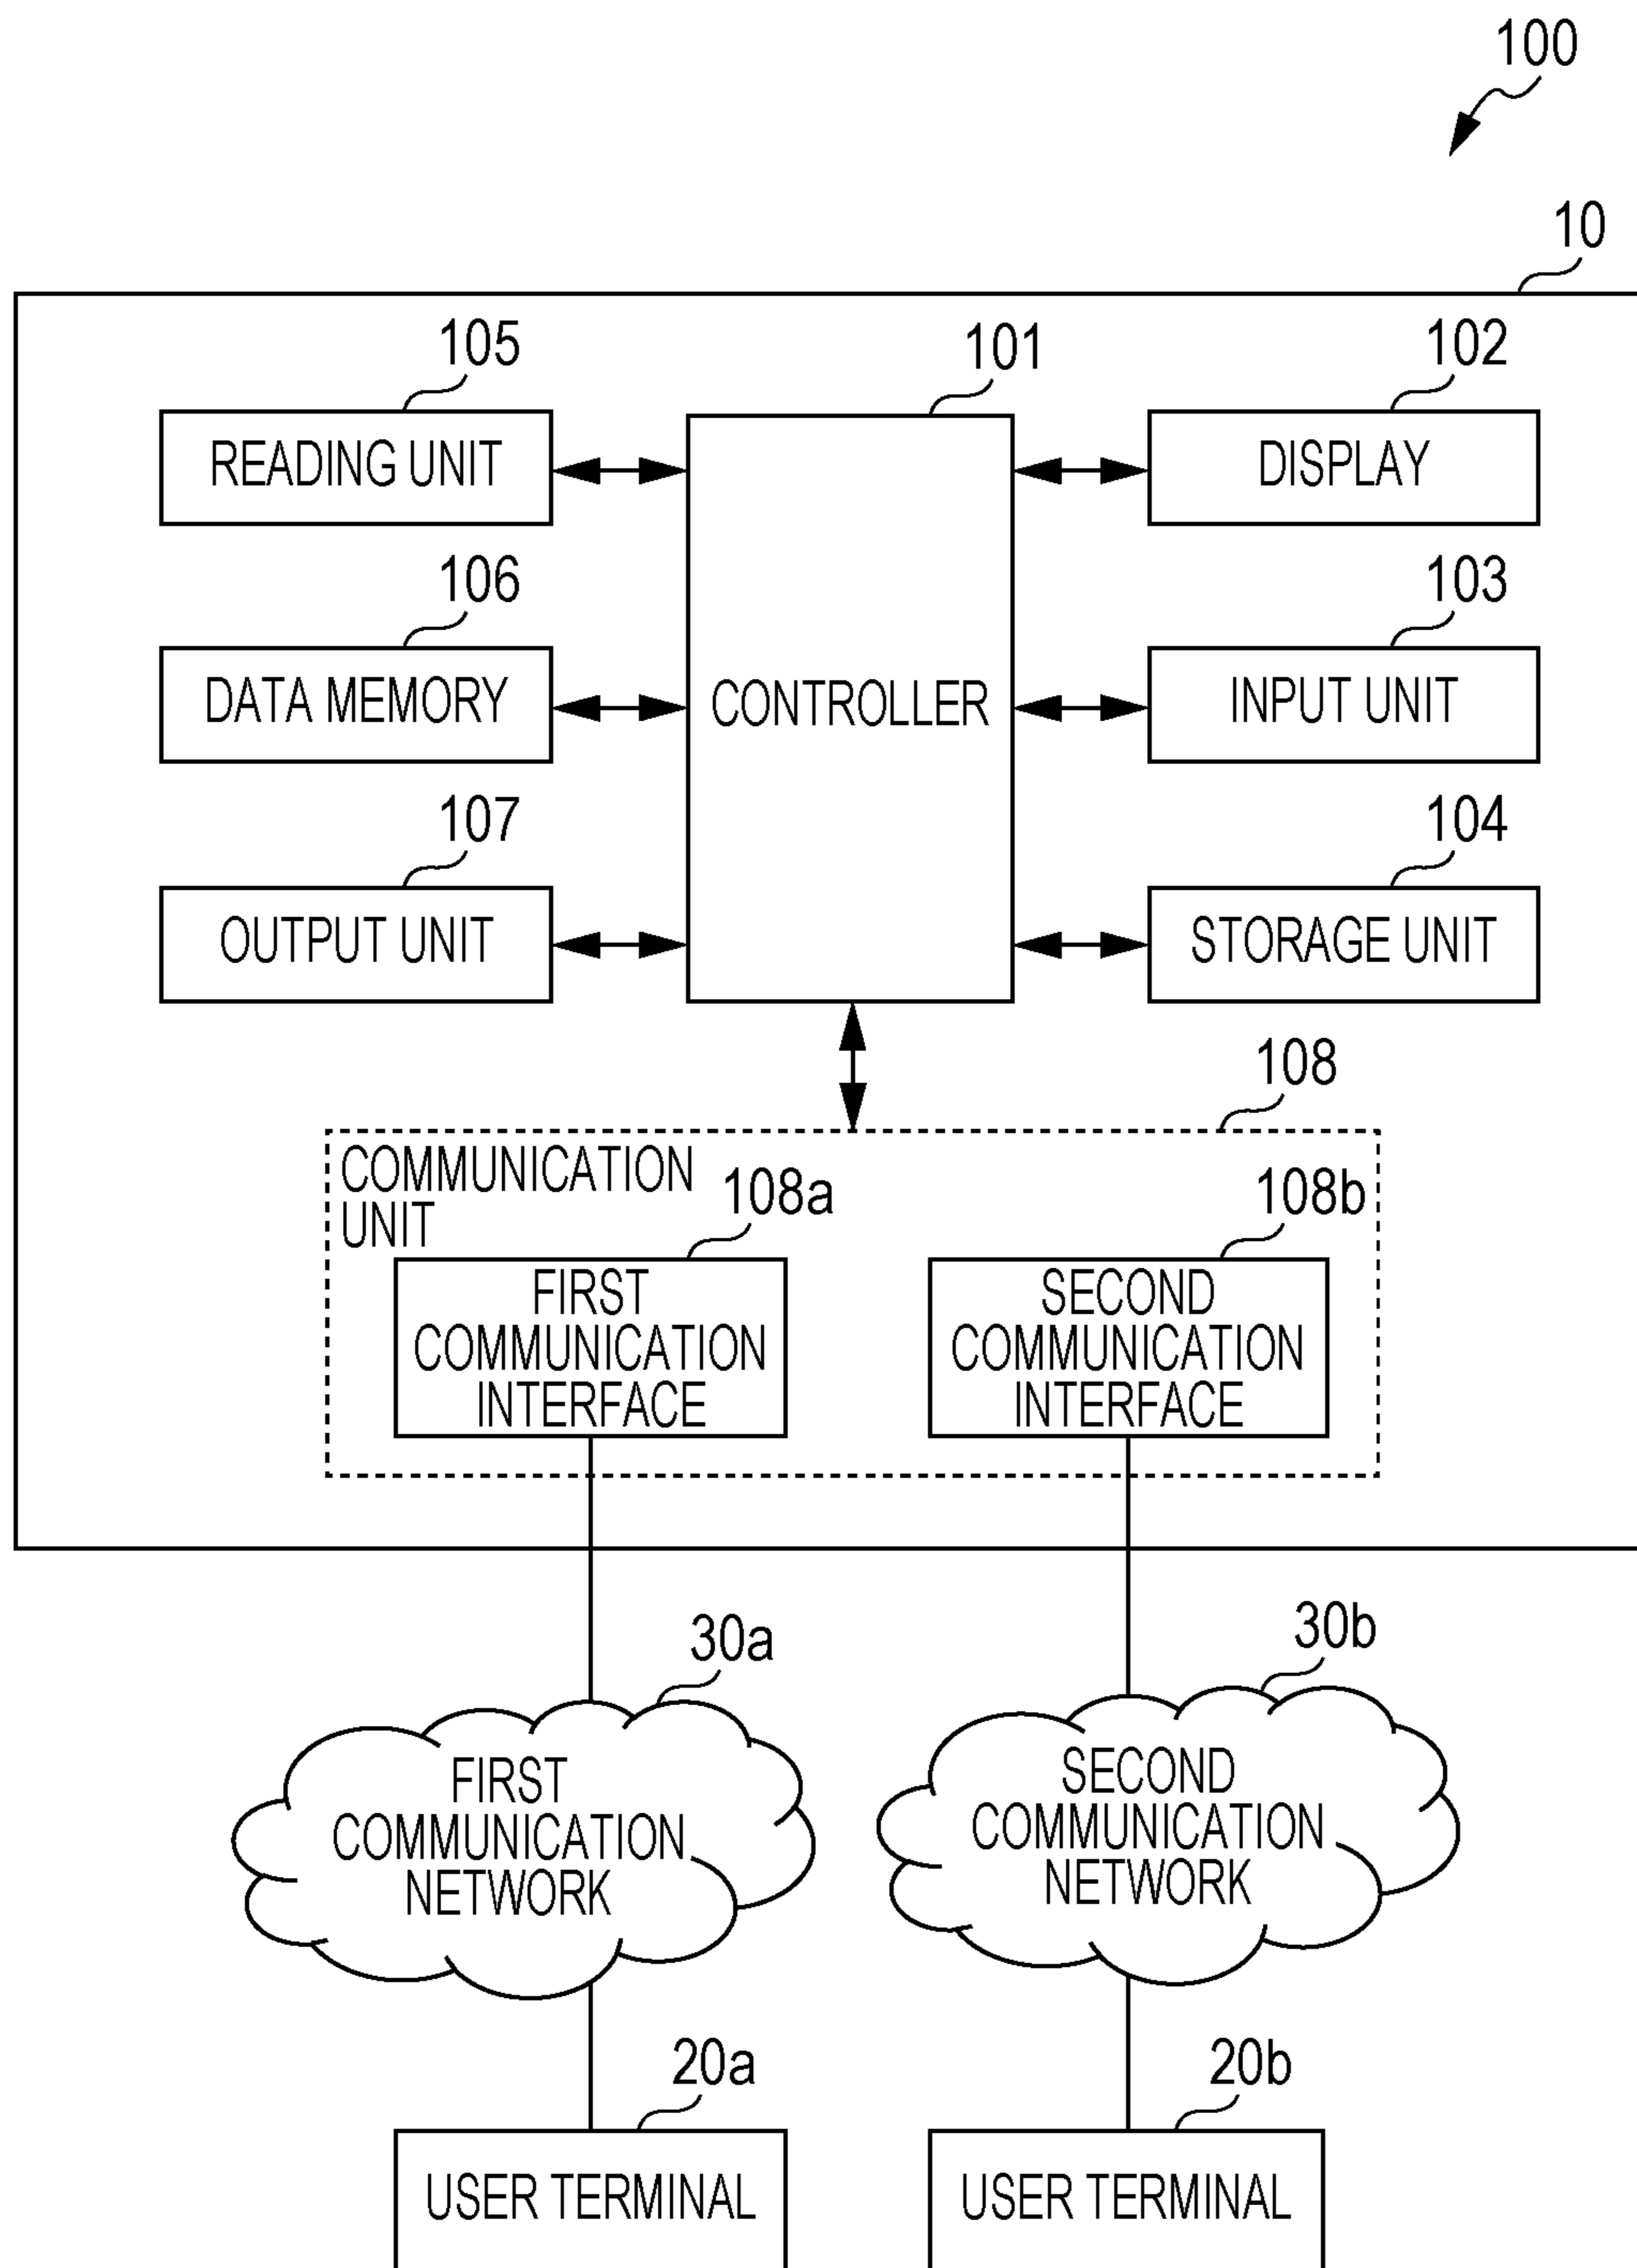 100
10
105
101
102
READING UNIT
DISPLAY
106
103
DATA MEMORY
CONTROLLER
INPUT UNIT
107
104
OUTPUT UNIT
STORAGE UNIT
108
COMMUNICATION
UNIT
108a
108b
FIRST
COMMUNICATION
INTERFACE
SECOND
COMMUNICATION
INTERFACE
30a
30b
FIRST
COMMUNICATION
NETWORK
SECOND
COMMUNICATION
NETWORK
20a
20b
USER TERMINAL
USER TERMINAL